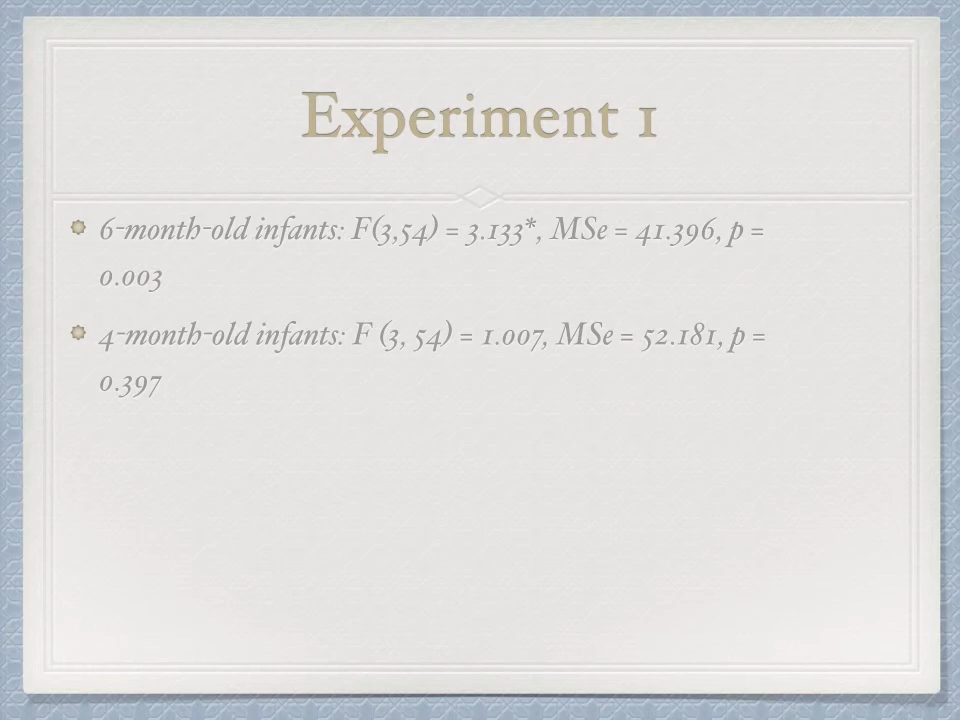 Experiment 1
6-month-old infants: F(3,54) = 3.133*, MSe = 41.396, p =
0.003
4-month-old infants: F (3, 54) = 1.007, MSe = 52.181, p =
0.397